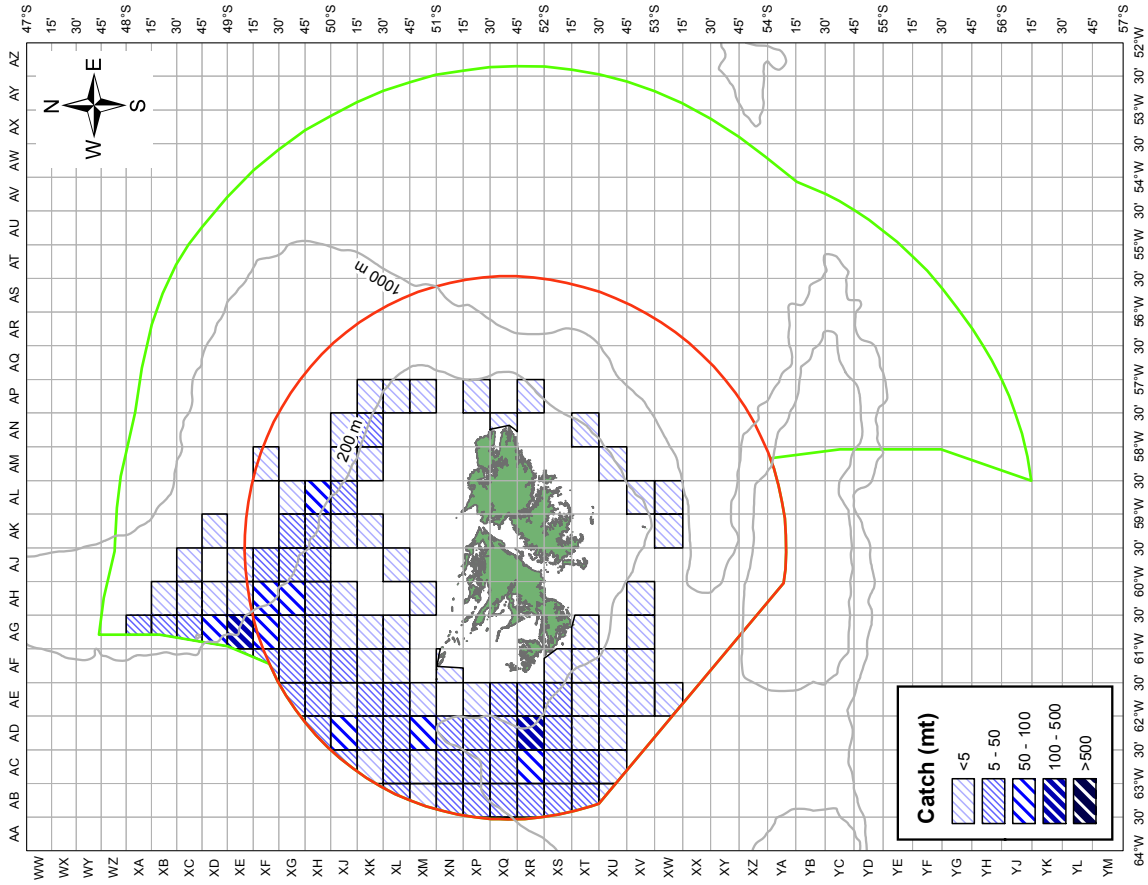 AA AB AC AD AE AF AG AH AJ AK AL AM AN AP AQ AR AS AT AU AV AW AX AY AZ
47°S
15'
30'
45'
48°S
15'
30'
45'
49°S
15'
30'
45'
50°S
15'
30'
45'
51°S
15'
30'
45'
52°S
15'
30'
45'
53°S
15'
30'
45'
54°S
15'
30'
45'
55°S
15'
30'
45'
56°S
15'
30'
45'
57°S
WW
WX
WY
WZ
XA
XB
XC
XD
XE
XF
XG
XH
XJ
XK
XL
XM
XN
XP
XQ
XR
XS
XT
XU
XV
XW
XX
XY
XZ
YA
YB
YC
YD
YE
YF
YG
YH
YJ
YK
YL
YM
N
W E
S
1000 m
200 m
Catch (mt)
<5
5 - 50
50 - 100
100 - 500
>500
64°W 30' 63°W 30' 62°W 30' 61°W 30' 60°W 30' 59°W 30' 58°W 30' 57°W 30' 56°W 30' 55°W 30' 54°W 30' 53°W 30' 52°W